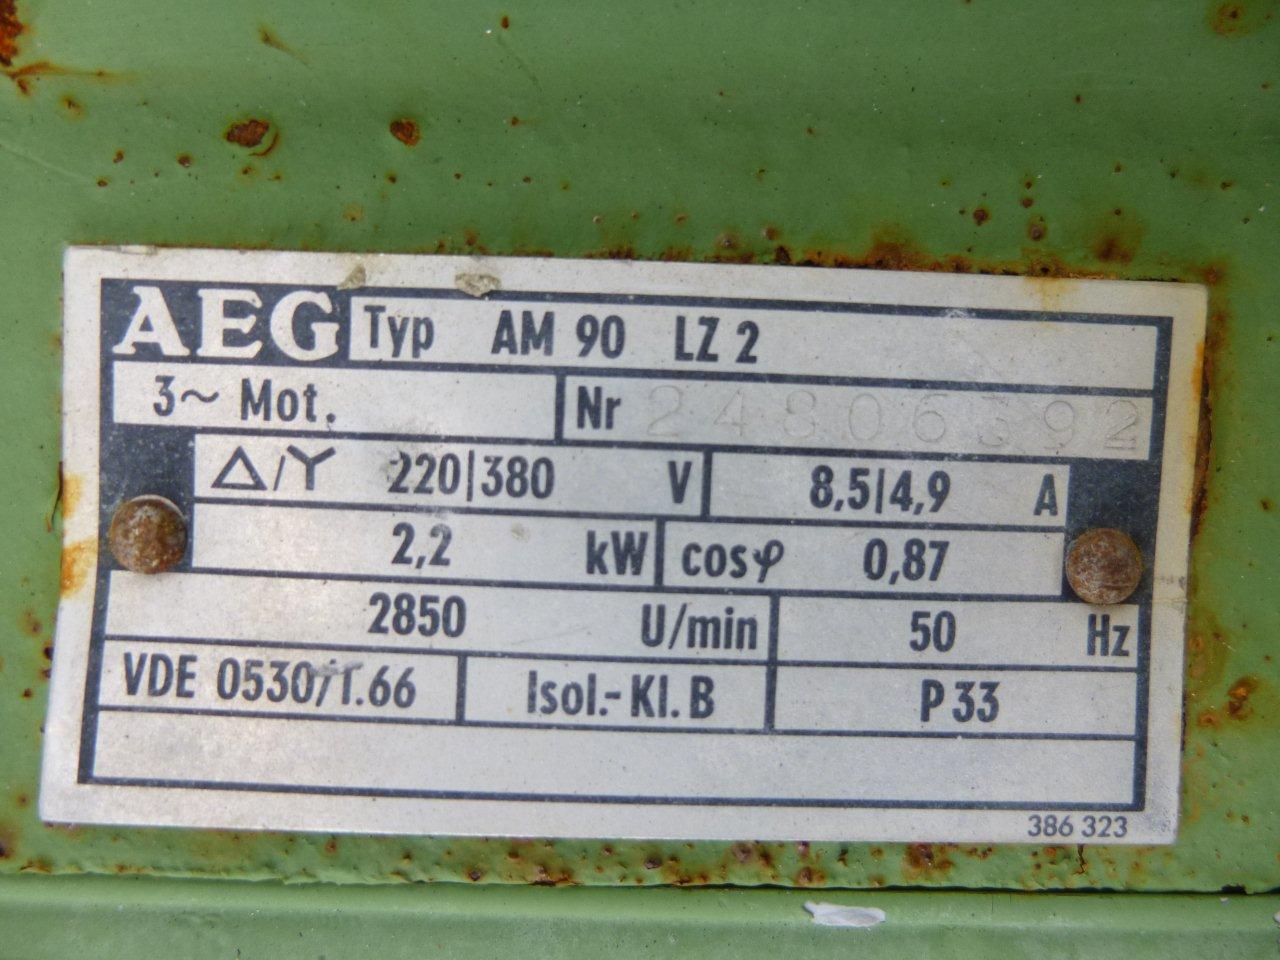 AEG Typ AM 90 LZ 2
3~ Mot. Nr 24806392
Δ/Y 220|380 V 8,5|4,9 A
2,2 kW cosφ 0,87
2850 U/min 50 Hz
VDE 0530/1.66 Isol.-Kl.B P 33
386 323